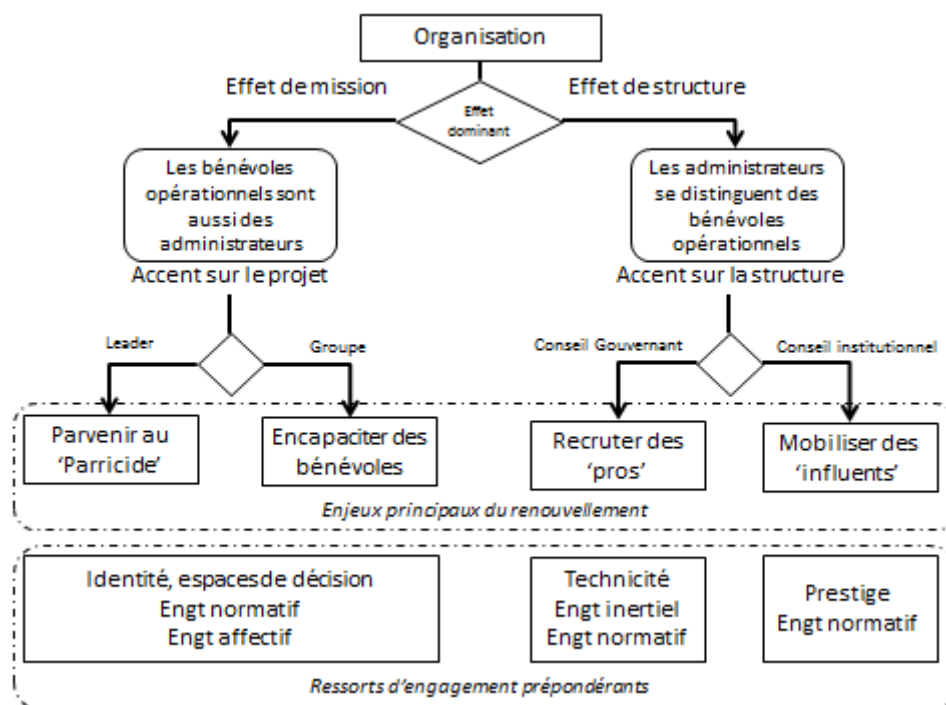 Organisation
Effet de mission
Effet de structure
Effet
dominant
Les bénévoles
opérationnels sont
aussi des
administrateurs
Les administrateurs
se distinguent des
bénévoles
opérationnels
Accent sur le projet
Accent sur la structure
Leader
Groupe
Conseil Gouvernant
Conseil institutionnel
Parvenir au
‘Parricide’
Encapaciter des
bénévoles
Recruter des
‘pros’
Mobiliser des
‘influents’
Enjeux principaux du renouvellement
Identité, espaces de décision
Engt normatif
Engt affectif
Technicité
Engt inertiel
Engt normatif
Prestige
Engt normatif
Ressorts d’engagement prépondérants